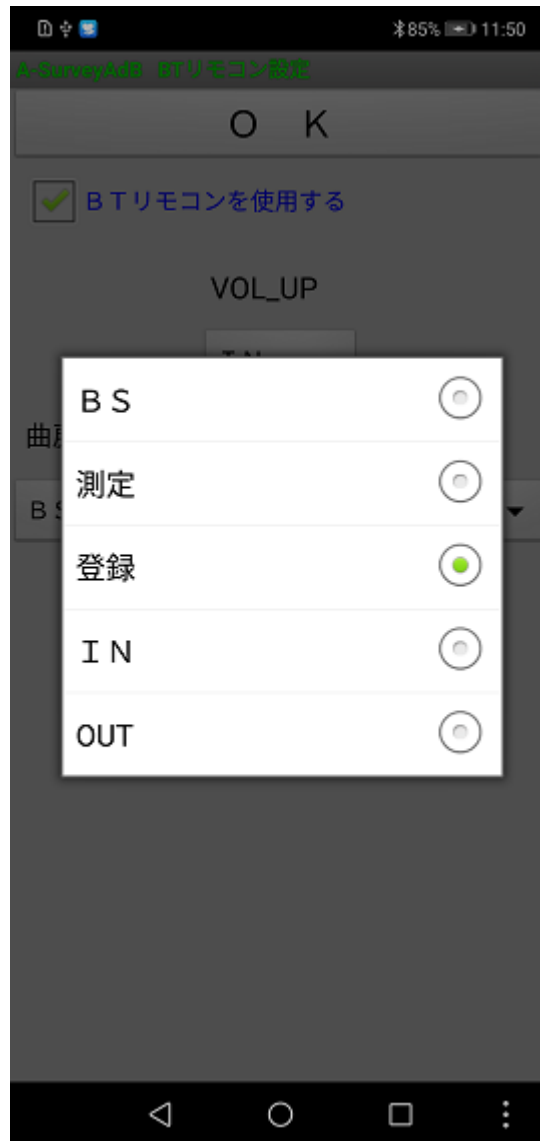 85% 11:50
A-SurveyAdB BTリモコン設定
Ｏ Ｋ
ＢＴリモコンを使用する
VOL_UP
ＩＮ
ＢＳ
曲
測定
ＢＳ
登録
ＩＮ
OUT